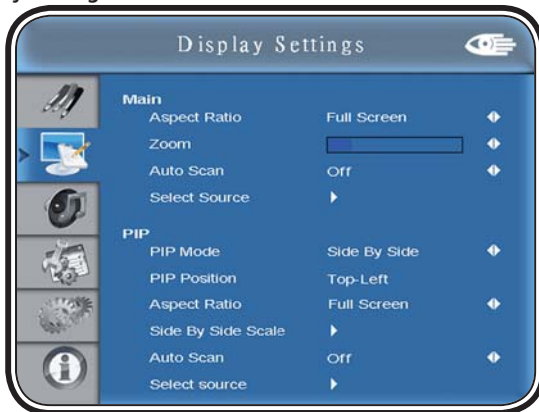 Display Settings
Main
Aspect Ratio Full Screen
Zoom
Auto Scan Off
Select Source
PIP
PIP Mode Side By Side
PIP Position Top-Left
Aspect Ratio Full Screen
Side By Side Scale
Auto Scan Off
Select source